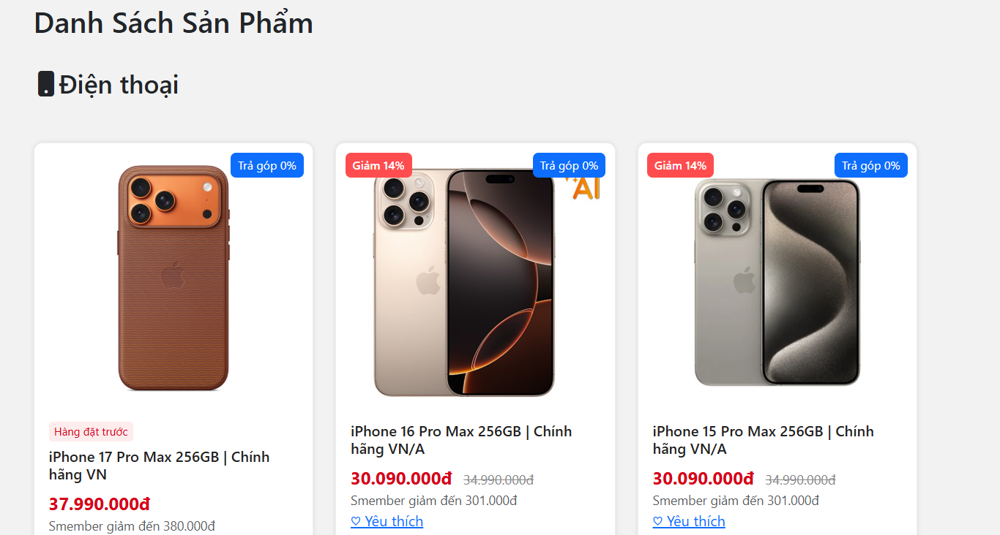 Danh Sách Sản Phẩm
Điện thoại
Trả góp 0%
Hàng đặt trước
iPhone 17 Pro Max 256GB | Chính
hãng VN
37.990.000đ
Smember giảm đến 380.000đ
Giảm 14%
Trả góp 0%
AI
iPhone 16 Pro Max 256GB | Chính
hãng VN/A
30.090.000đ 34.990.000đ
Smember giảm đến 301.000đ
♡ Yêu thích
Giảm 14%
Trả góp 0%
iPhone 15 Pro Max 256GB | Chính
hãng VN/A
30.090.000đ 34.990.000đ
Smember giảm đến 301.000đ
♡ Yêu thích